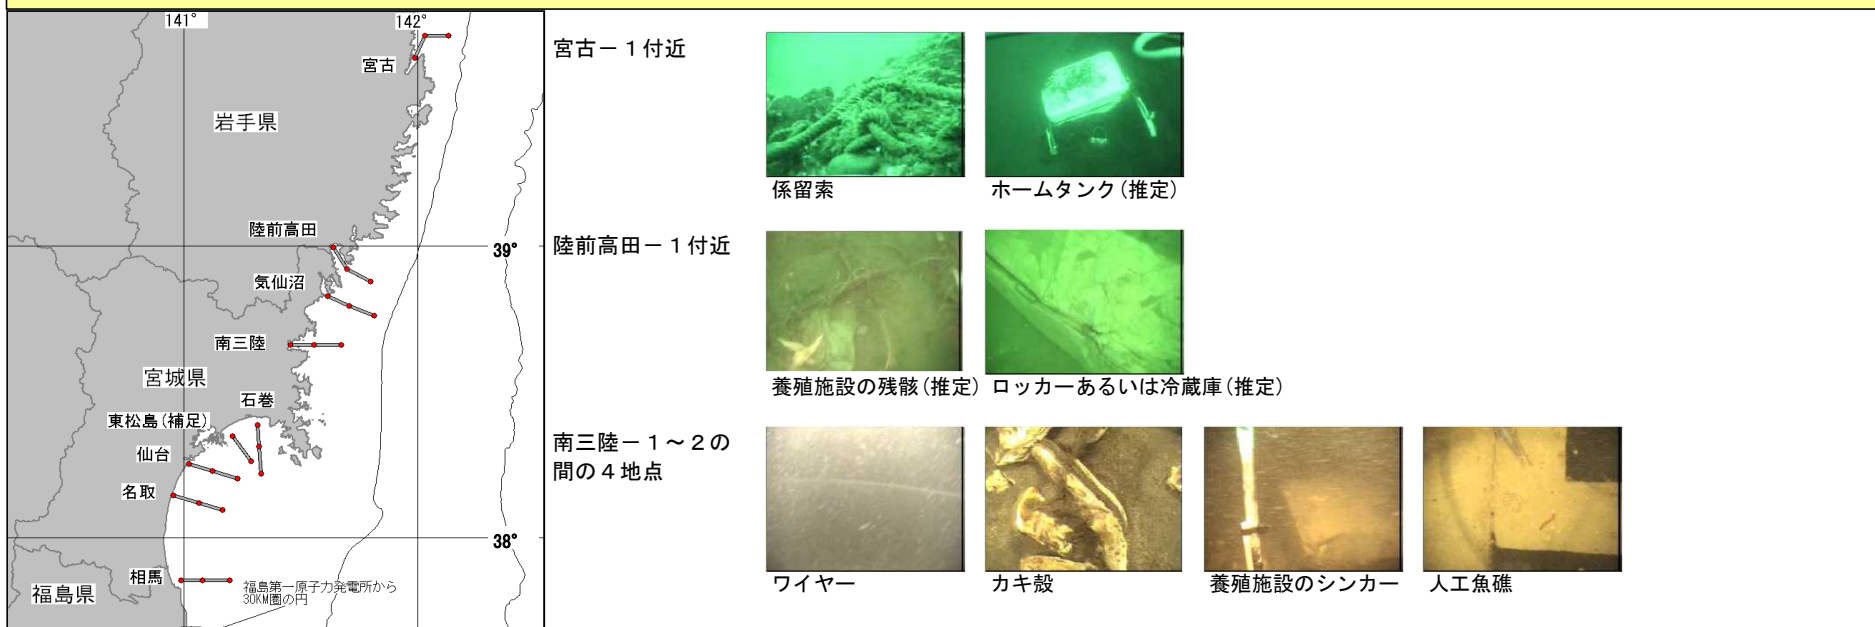 141°
142°
宮古
岩手県
陸前高田
39°
気仙沼
南三陸
宮城県
石巻
東松島(補足)
仙台
名取
38°
相馬
福島県
福島第一原子力発電所から
30KM圏の円
宮古－１付近
係留索
ホームタンク(推定)
陸前高田－１付近
養殖施設の残骸(推定)
ロッカーあるいは冷蔵庫(推定)
南三陸－１～２の
間の４地点
ワイヤー
カキ殻
養殖施設のシンカー
人工魚礁